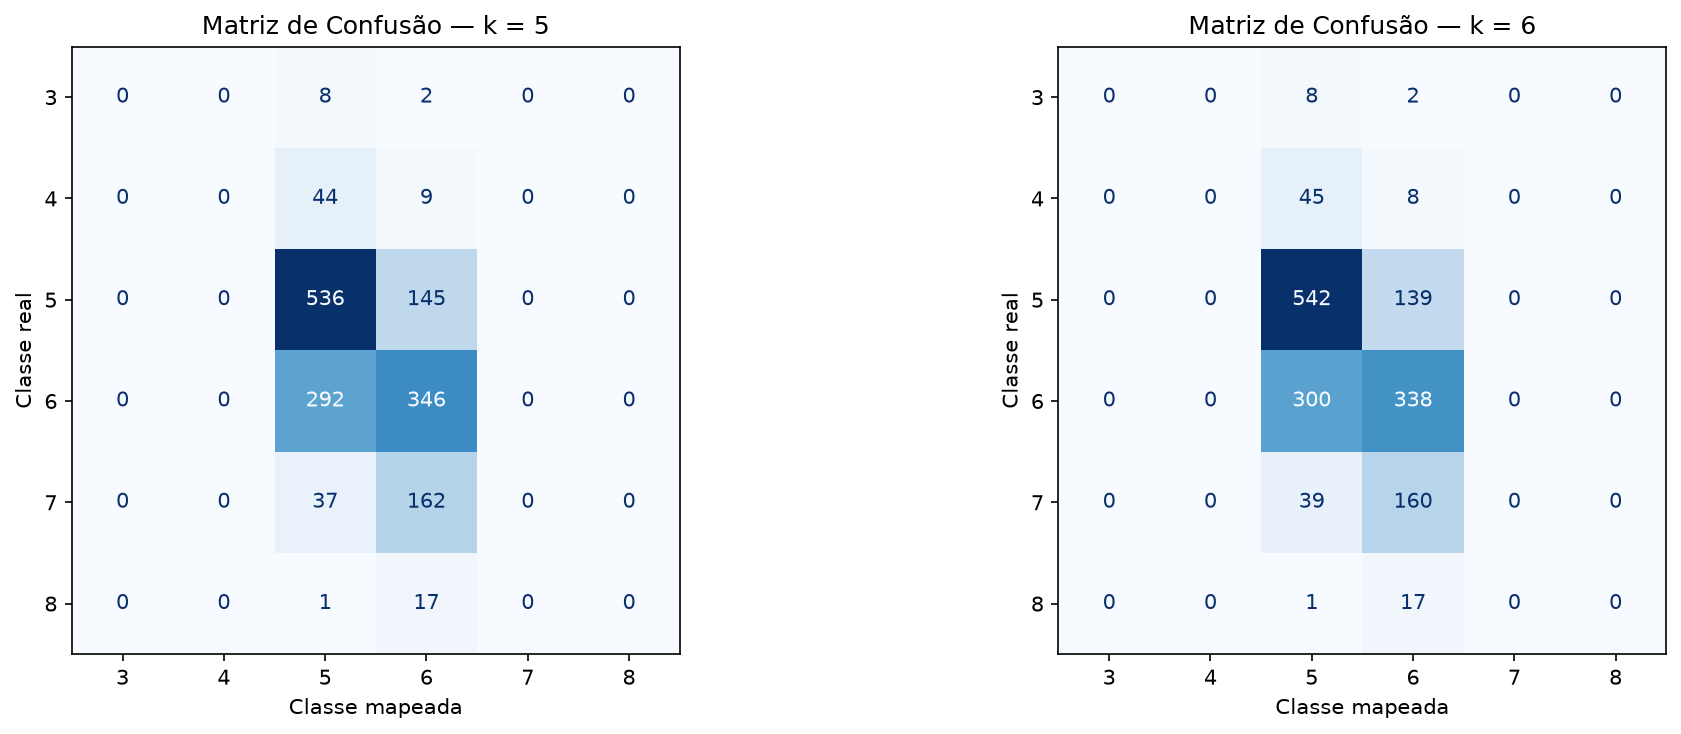 Matriz de Confusão — k = 5
3 0 0 8 2 0 0
4 0 0 44 9 0 0
5 0 0 536 145 0 0
6 0 0 292 346 0 0
7 0 0 37 162 0 0
8 0 0 1 17 0 0
3 4 5 6 7 8
Classe real
Classe mapeada
Matriz de Confusão — k = 6
3 0 0 8 2 0 0
4 0 0 45 8 0 0
5 0 0 542 139 0 0
6 0 0 300 338 0 0
7 0 0 39 160 0 0
8 0 0 1 17 0 0
3 4 5 6 7 8
Classe real
Classe mapeada